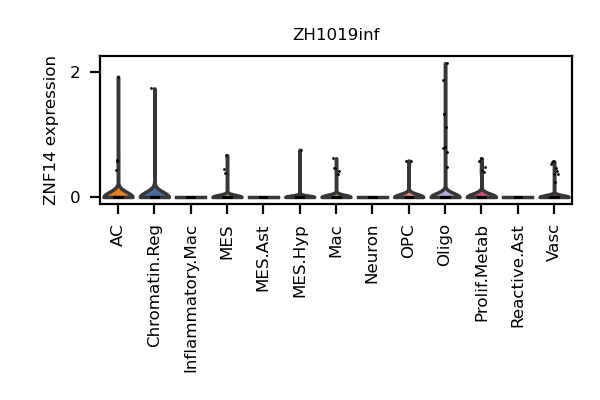 ZH1019inf
ZNF14 expression
2
0
AC
Chromatin.Reg
Inflammatory.Mac
MES
MES.Ast
MES.Hyp
Mac
Neuron
OPC
Oligo
Prolif.Metab
Reactive.Ast
Vasc